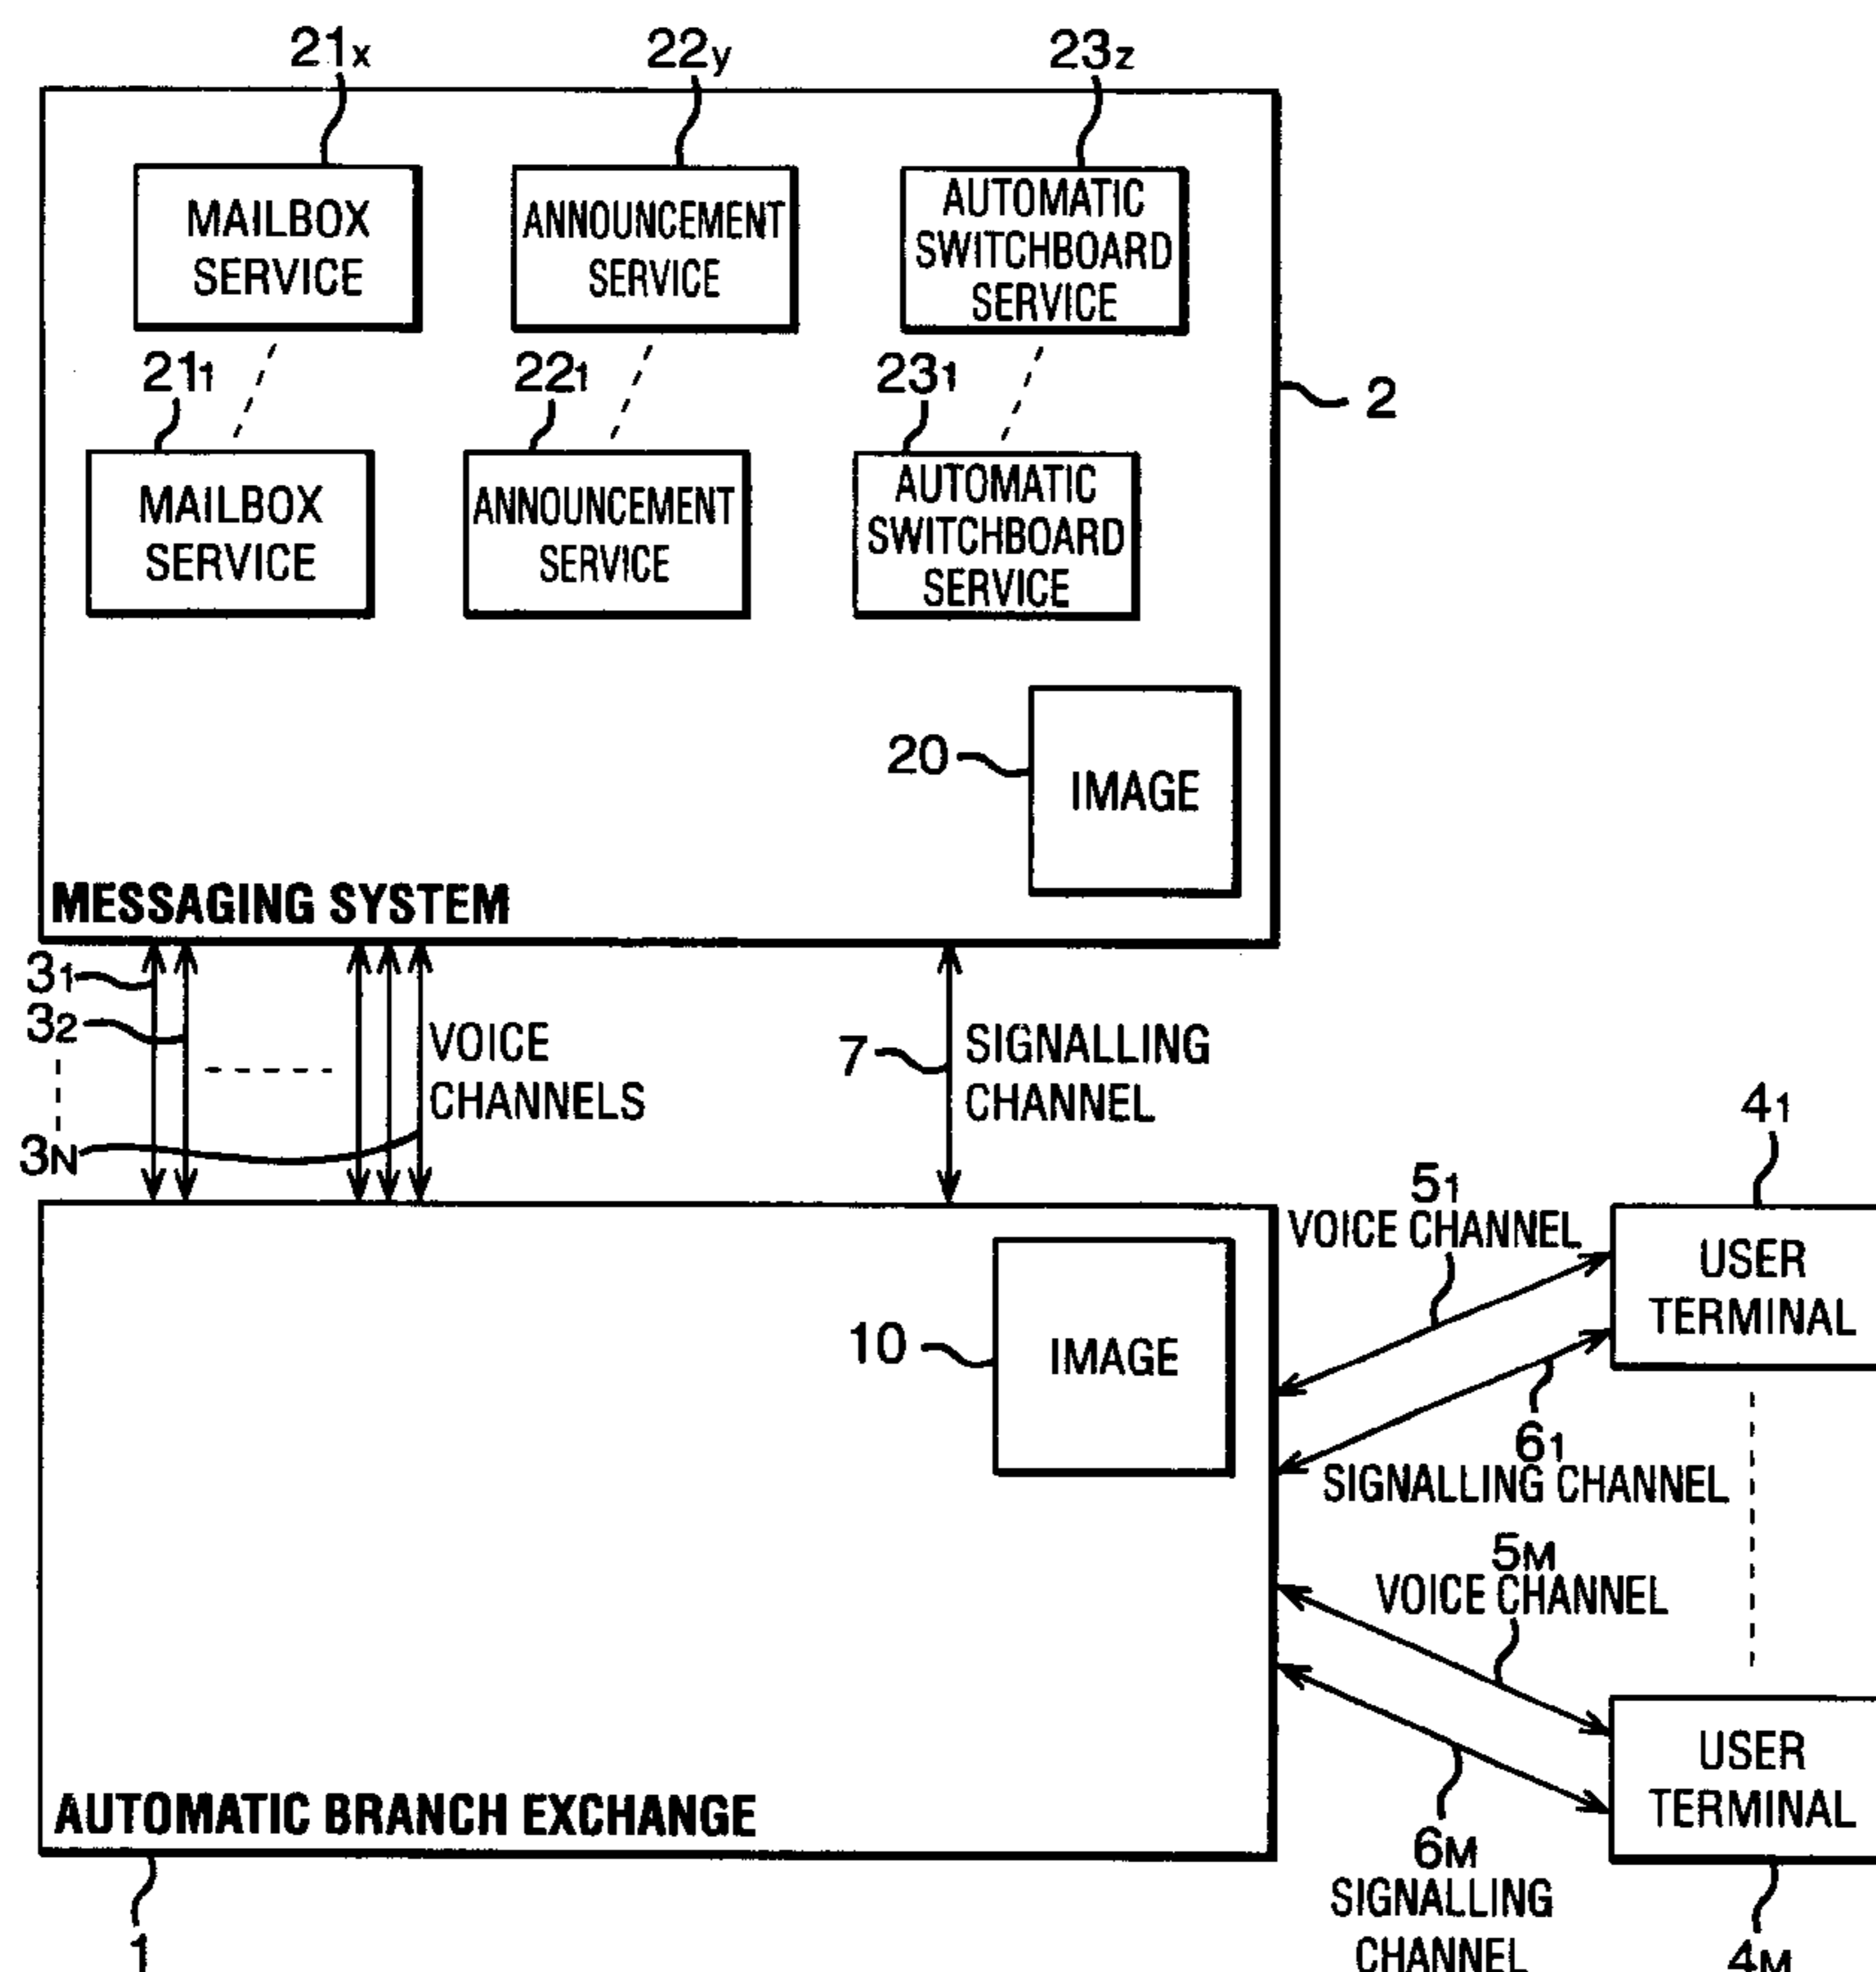 21x 22y 23z
MAILBOX
SERVICE
ANNOUNCEMENT
SERVICE
AUTOMATIC
SWITCHBOARD
SERVICE
211 221 231
2
MAILBOX
SERVICE
ANNOUNCEMENT
SERVICE
AUTOMATIC
SWITCHBOARD
SERVICE
20
IMAGE
MESSAGING SYSTEM
31
32
3N
VOICE
CHANNELS
7
SIGNALLING
CHANNEL
41
51
VOICE CHANNEL
USER
TERMINAL
10
IMAGE
61
SIGNALLING CHANNEL
5M
VOICE CHANNEL
USER
TERMINAL
AUTOMATIC BRANCH EXCHANGE
6M
SIGNALLING
CHANNEL
1
4M